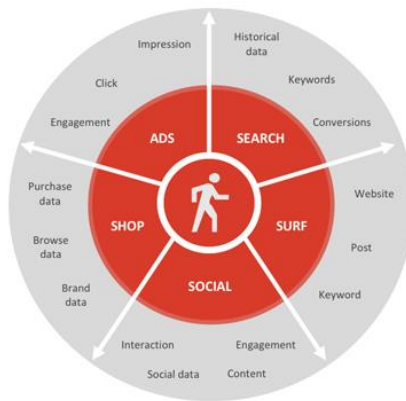 Impression
Click
Engagement
ADS
Historical
data
Keywords
Conversions
SEARCH
Website
Post
Keyword
SURF
Engagement
Content
Social data
Interaction
SOCIAL
Purchase
data
Browse
data
Brand
data
SHOP